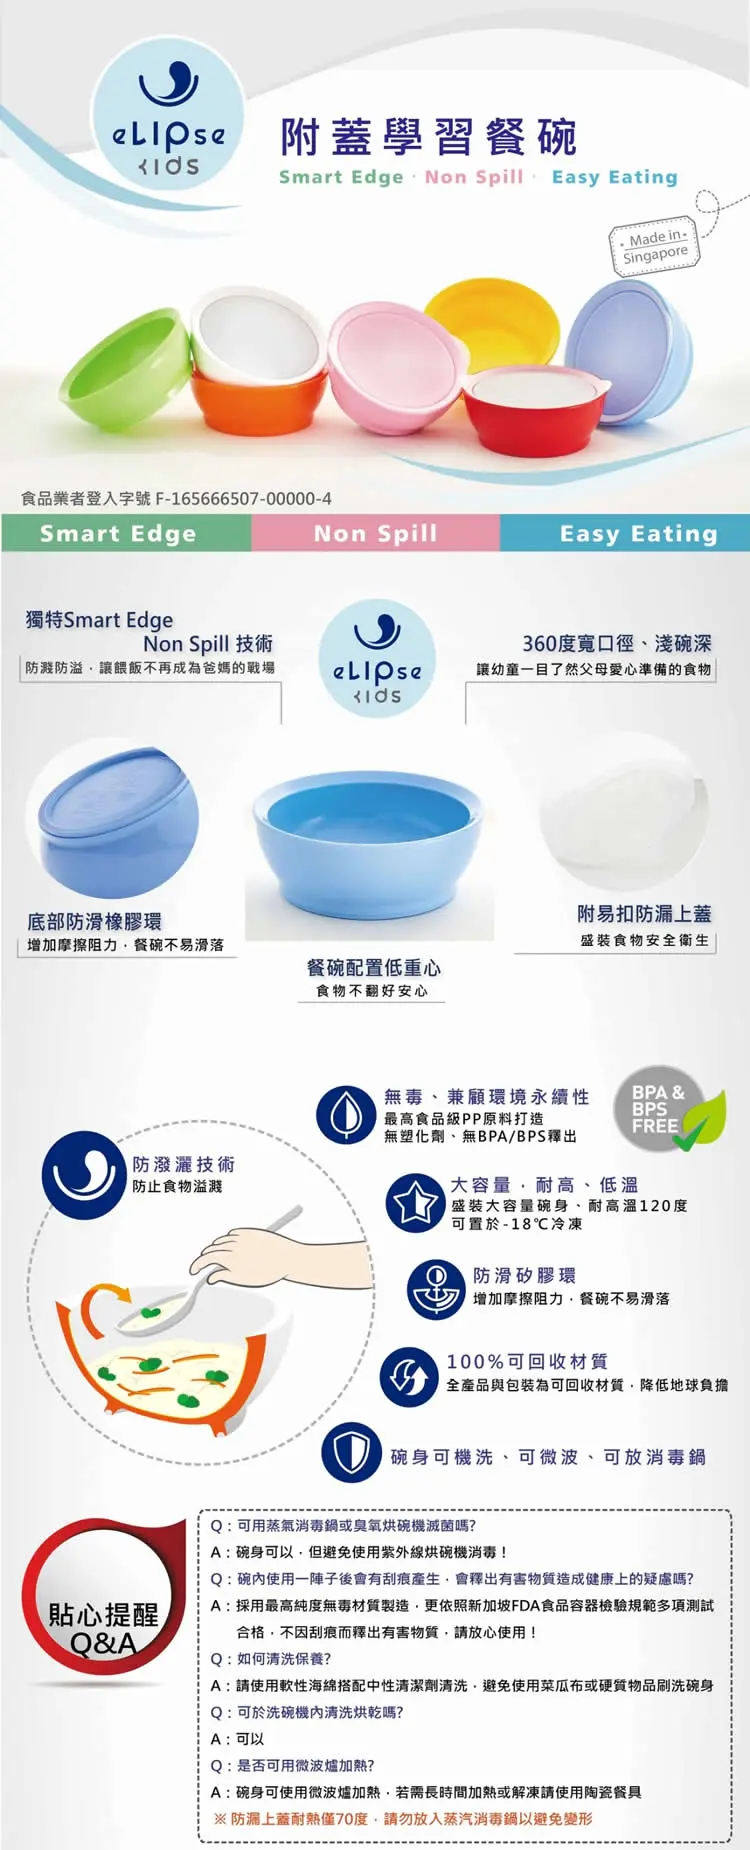 eLIpse
kids
附蓋學習餐碗
Smart Edge · Non Spill · Easy Eating
Made in
Singapore
食品業者登入字號 F-165666507-00000-4
Smart Edge
Non Spill
Easy Eating
獨特Smart Edge
Non Spill 技術
防濺防溢，讓餵飯不再成為爸媽的戰場
eLIpse
kids
360度寬口徑、淺碗深
讓幼童一目了然父母愛心準備的食物
底部防滑橡膠環
增加摩擦阻力，餐碗不易滑落
餐碗配置低重心
食物不翻好安心
附易扣防漏上蓋
盛裝食物安全衛生
防潑灑技術
防止食物溢濺
無毒、兼顧環境永續性
最高食品級PP原料打造
無塑化劑、無BPA/BPS釋出
BPA &
BPS
FREE
大容量，耐高、低溫
盛裝大容量碗身、耐高溫120度
可置於-18℃冷凍
防滑矽膠環
增加摩擦阻力，餐碗不易滑落
100%可回收材質
全產品與包裝為可回收材質，降低地球負擔
碗身可機洗、可微波、可放消毒鍋
貼心提醒
Q&A
Q：可用蒸氣消毒鍋或臭氧烘碗機滅菌嗎?
A：碗身可以，但避免使用紫外線烘碗機消毒！
Q：碗內使用一陣子後會有刮痕產生，會釋出有害物質造成健康上的疑慮嗎?
A：採用最高純度無毒材質製造，更依照新加坡FDA食品容器檢驗規範多項測試
合格，不因刮痕而釋出有害物質，請放心使用！
Q：如何清洗保養?
A：請使用軟性海綿搭配中性清潔劑清洗，避免使用菜瓜布或硬質物品刷洗碗身
Q：可於洗碗機內清洗烘乾嗎?
A：可以
Q：是否可用微波爐加熱?
A：碗身可使用微波爐加熱，若需長時間加熱或解凍請使用陶瓷餐具
※ 防漏上蓋耐熱僅70度，請勿放入蒸汽消毒鍋以避免變形